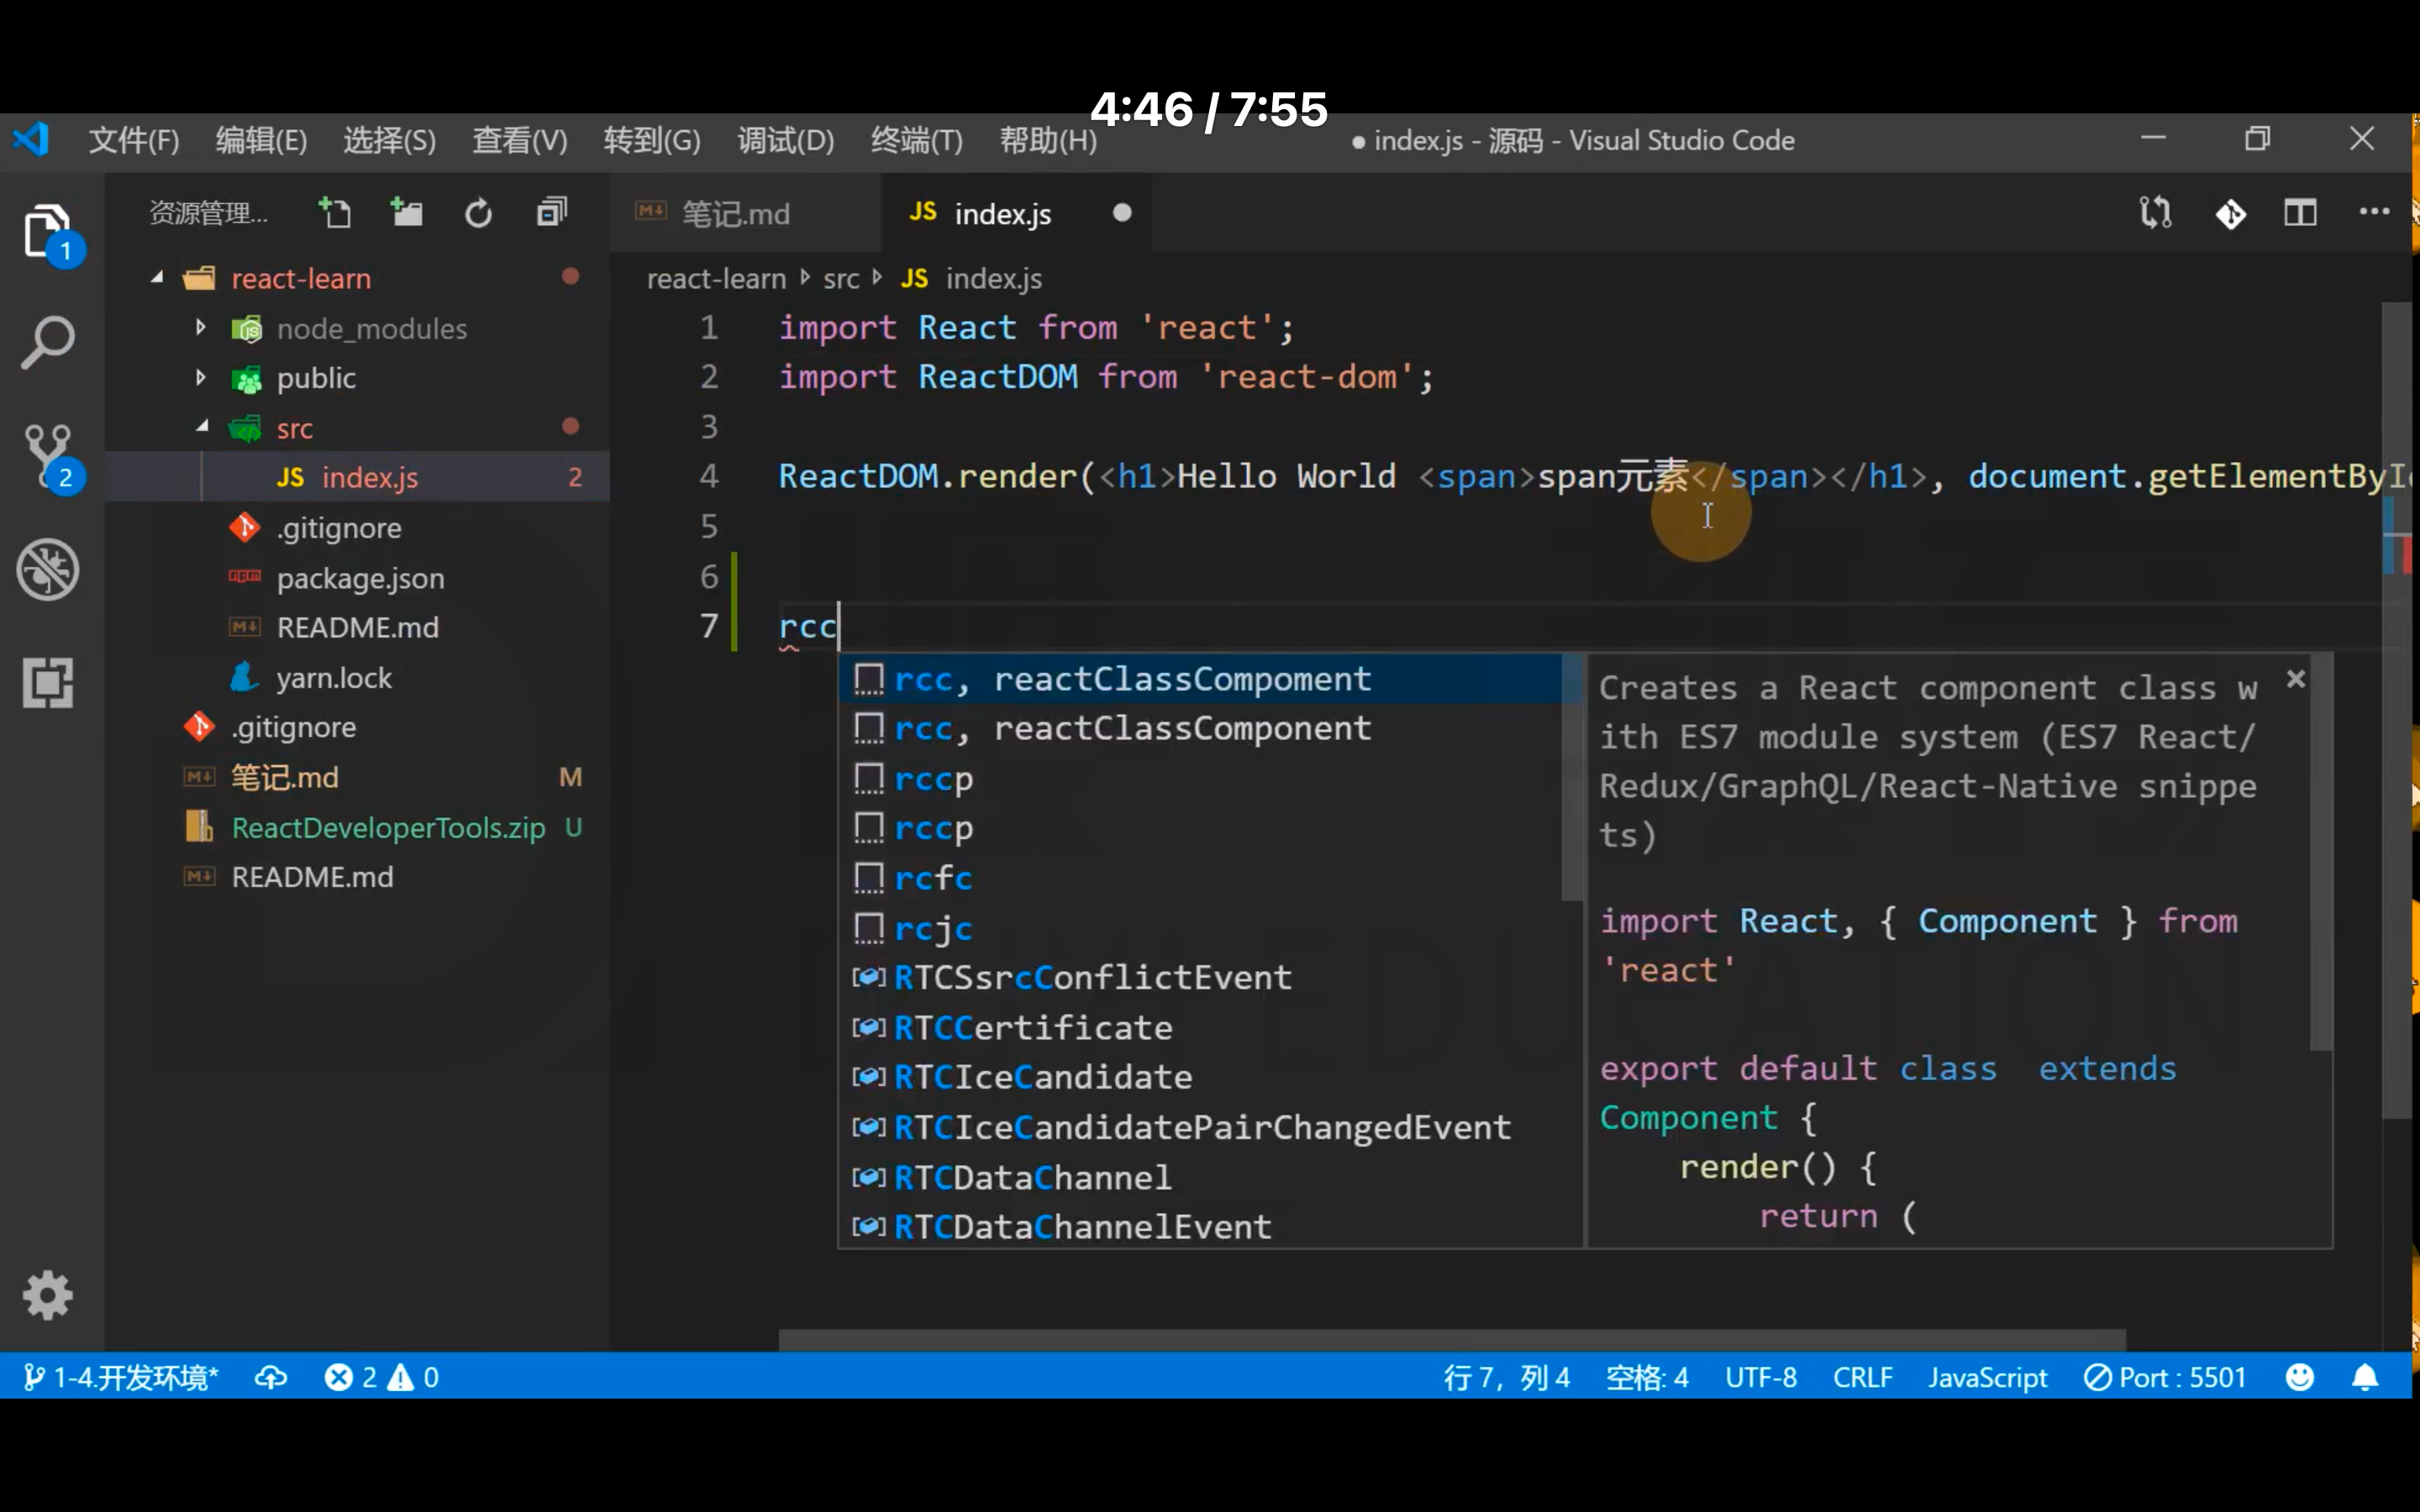 4:46 / 7:55
文件(F) 编辑(E) 选择(S) 查看(V) 转到(G) 调试(D) 终端(T) 帮助(H) ● index.js - 源码 - Visual Studio Code
资源管理...
笔记.md
JS index.js
1
2
react-learn
node_modules
public
src
JS index.js 2
.gitignore
package.json
README.md
yarn.lock
.gitignore
笔记.md M
ReactDeveloperTools.zip U
README.md
react-learn src JS index.js
1 import React from 'react';
2 import ReactDOM from 'react-dom';
3
4 ReactDOM.render(<h1>Hello World <span>span元素</span></h1>, document.getElementById
5
6
7 rcc
rcc, reactClassCompoment
rcc, reactClassComponent
rccp
rccp
rcfc
rcjc
RTCSsrcConflictEvent
RTCCertificate
RTCIceCandidate
RTCIceCandidatePairChangedEvent
RTCDataChannel
RTCDataChannelEvent
Creates a React component class w
ith ES7 module system (ES7 React/
Redux/GraphQL/React-Native snippe
ts)
import React, { Component } from
'react'
export default class extends
Component {
render() {
return (
1-4.开发环境* 2 0 行 7，列 4 空格: 4 UTF-8 CRLF JavaScript Port : 5501